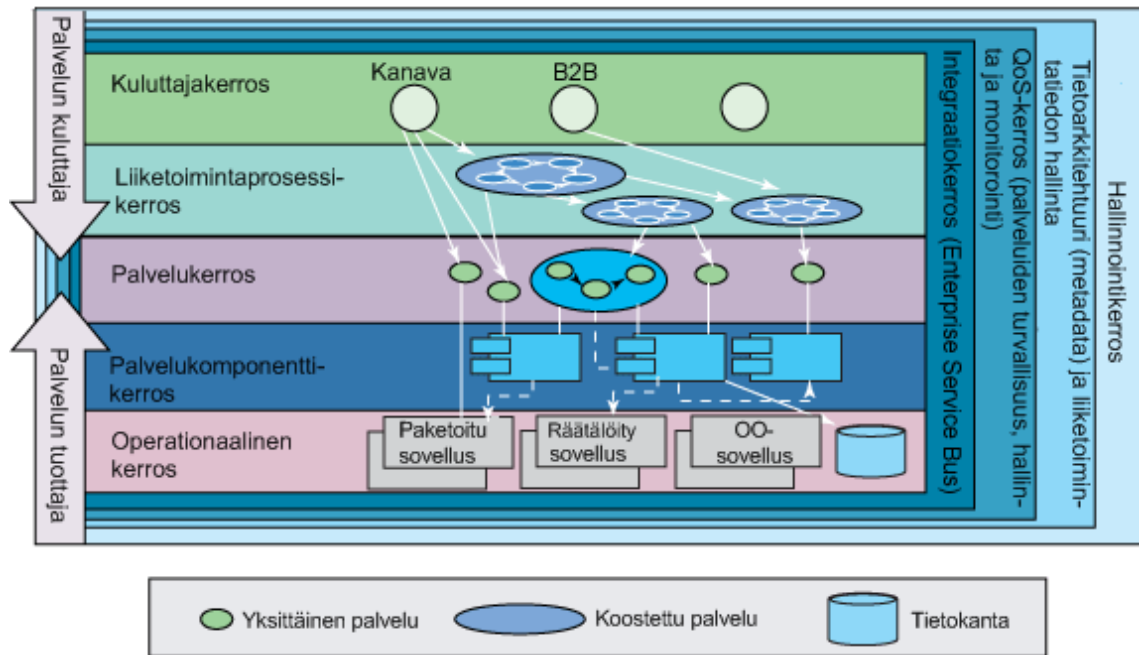 Palvelun kuluttaja
Palvelun tuottaja
Kuluttajakerros
Kanava
B2B
Liiketoimintaprosessi-
kerros
Palvelukerros
Palvelukomponentti-
kerros
Operationaalinen
kerros
Paketoitu
sovellus
Räätälöity
sovellus
OO-
sovellus
Integraatiokerros (Enterprise Service Bus)
QoS-kerros (palveluiden turvallisuus, hallin-
ta ja monitorointi)
Tietoarkkitehtuuri (metadata) ja liiketoimin-
tatiedon hallinta
Hallinnointikerros
Yksittäinen palvelu
Koostettu palvelu
Tietokanta